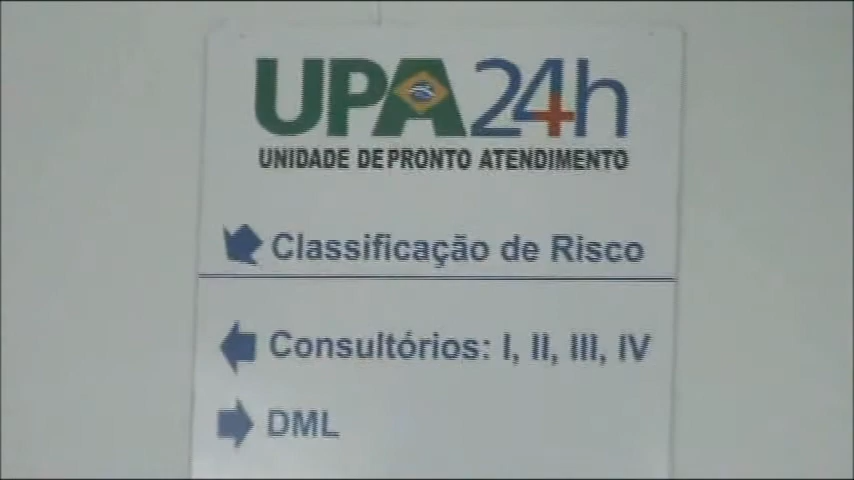 UPA24h
UNIDADE DE PRONTO ATENDIMENTO
Classificação de Risco
Consultórios: I, II, III, IV
DML